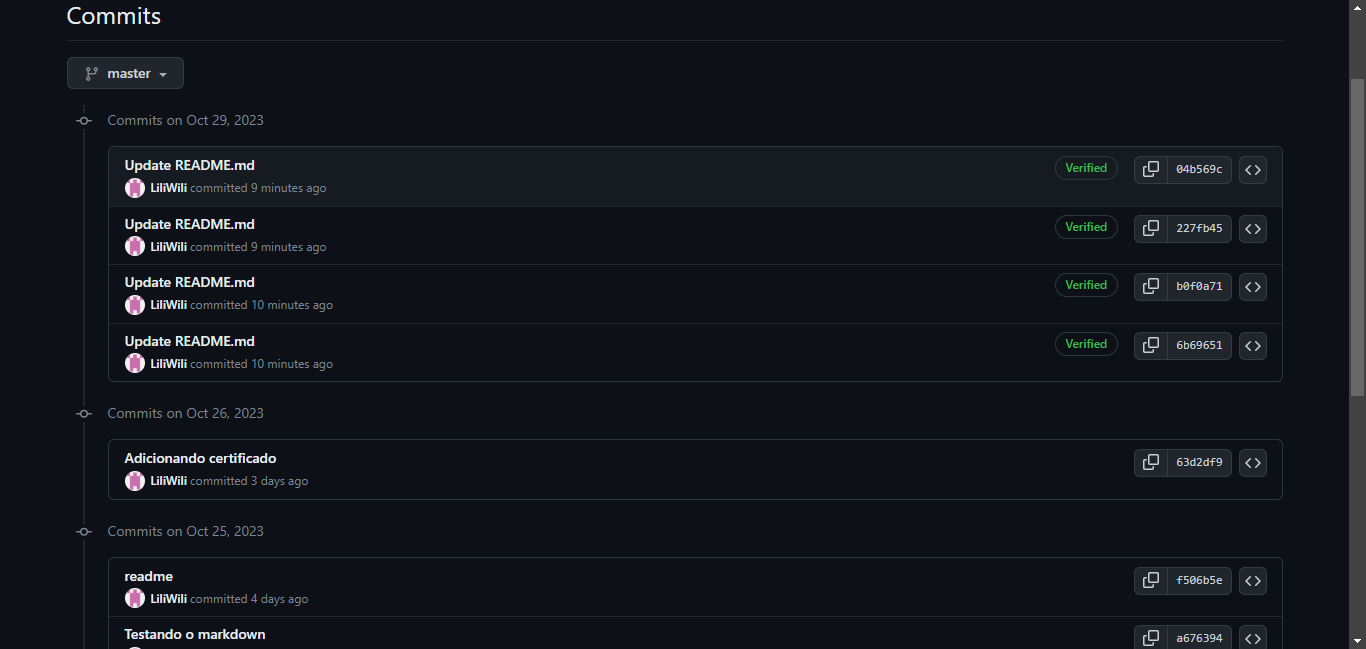 Commits
master
Commits on Oct 29, 2023
Update README.md
Verified
04b569c
LiliWili committed 9 minutes ago
Update README.md
Verified
227fb45
LiliWili committed 9 minutes ago
Update README.md
Verified
b0f0a71
LiliWili committed 10 minutes ago
Update README.md
Verified
6b69651
LiliWili committed 10 minutes ago
Commits on Oct 26, 2023
Adicionando certificado
63d2df9
LiliWili committed 3 days ago
Commits on Oct 25, 2023
readme
f506b5e
LiliWili committed 4 days ago
Testando o markdown
a676394